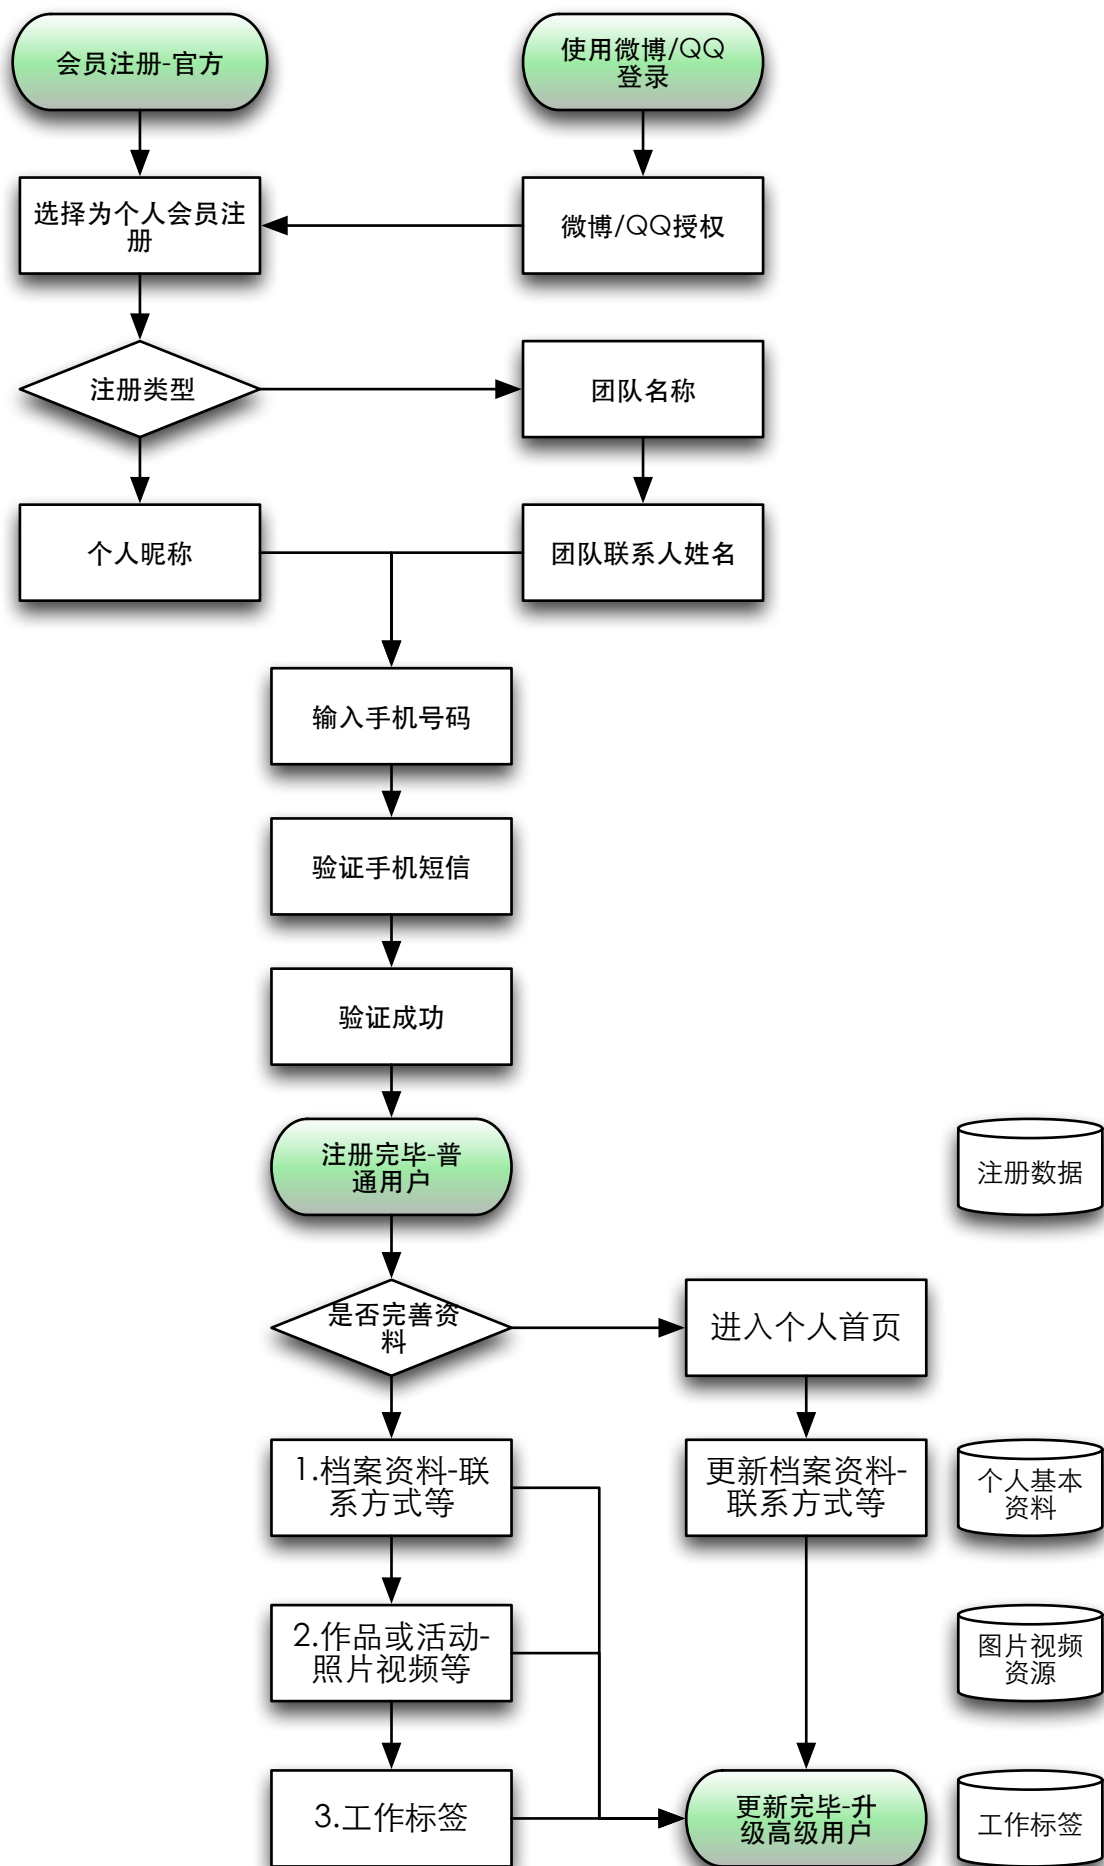 会员注册-官方
使用微博/QQ
登录
选择为个人会员注
册
微博/QQ授权
注册类型
团队名称
个人昵称
团队联系人姓名
输入手机号码
验证手机短信
验证成功
注册完毕-普
通用户
注册数据
是否完善资
料
进入个人首页
1.档案资料-联
系方式等
更新档案资料-
联系方式等
个人基本
资料
2.作品或活动-
照片视频等
图片视频
资源
3.工作标签
更新完毕-升
级高级用户
工作标签